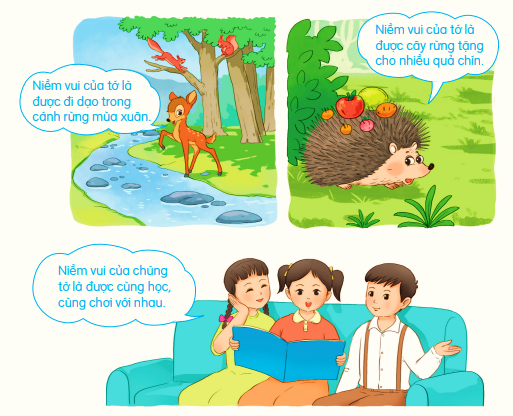 Niềm vui của tớ là
được đi dạo trong
cánh rừng mùa xuân.
Niềm vui của tớ là
được cây rừng tặng
cho nhiều quả chín.
Niềm vui của chúng
tớ là được cùng học,
cùng chơi với nhau.